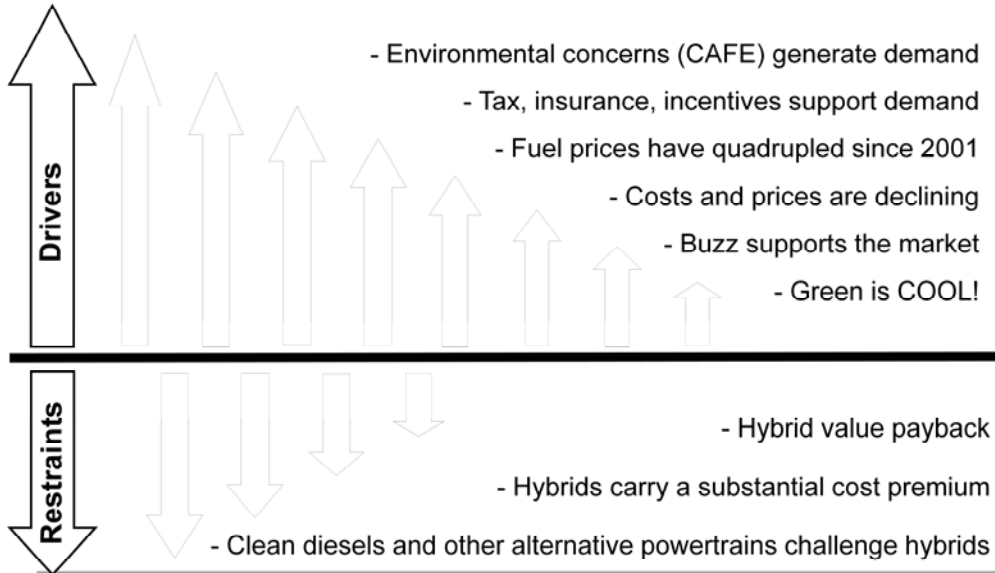 Drivers
- Environmental concerns (CAFE) generate demand
- Tax, insurance, incentives support demand
- Fuel prices have quadrupled since 2001
- Costs and prices are declining
- Buzz supports the market
- Green is COOL!
Restraints
- Hybrid value payback
- Hybrids carry a substantial cost premium
- Clean diesels and other alternative powertrains challenge hybrids